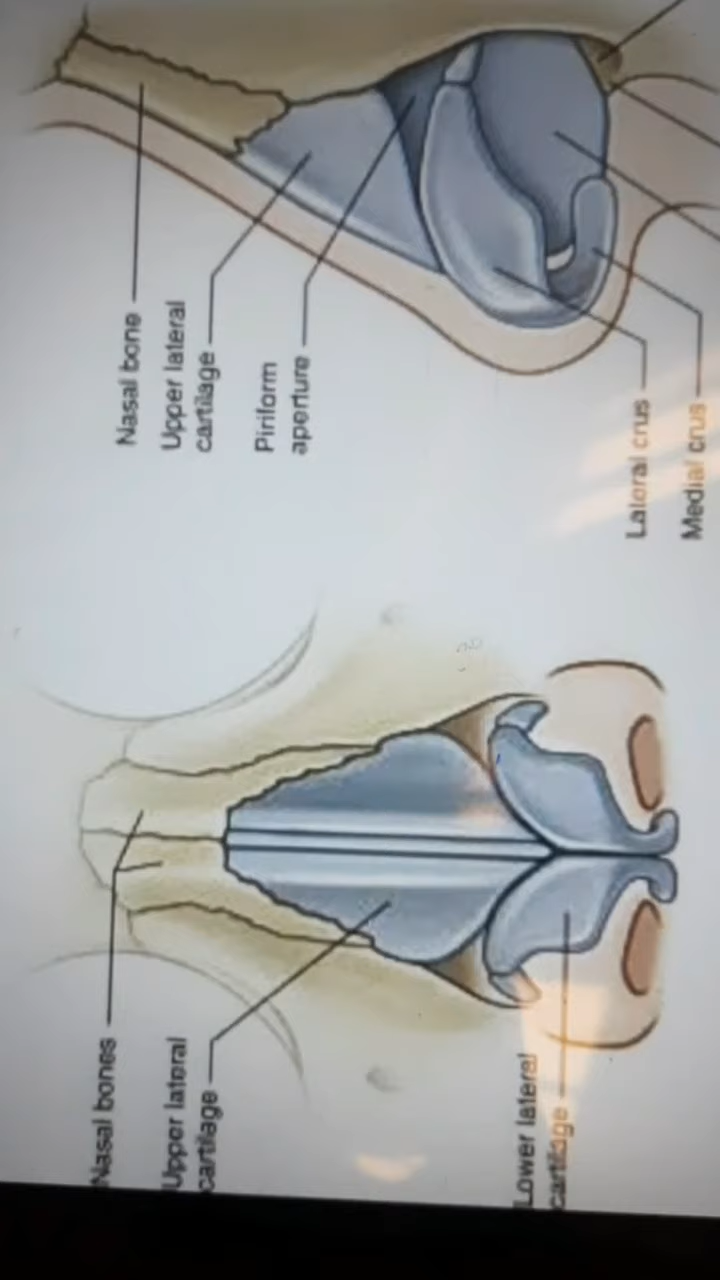 Nasal bones
Upper lateral
cartilage
Lower lateral
cartilage
Nasal bone
Upper lateral
cartilage
Piriform
aperture
Lateral crus
Medial crus